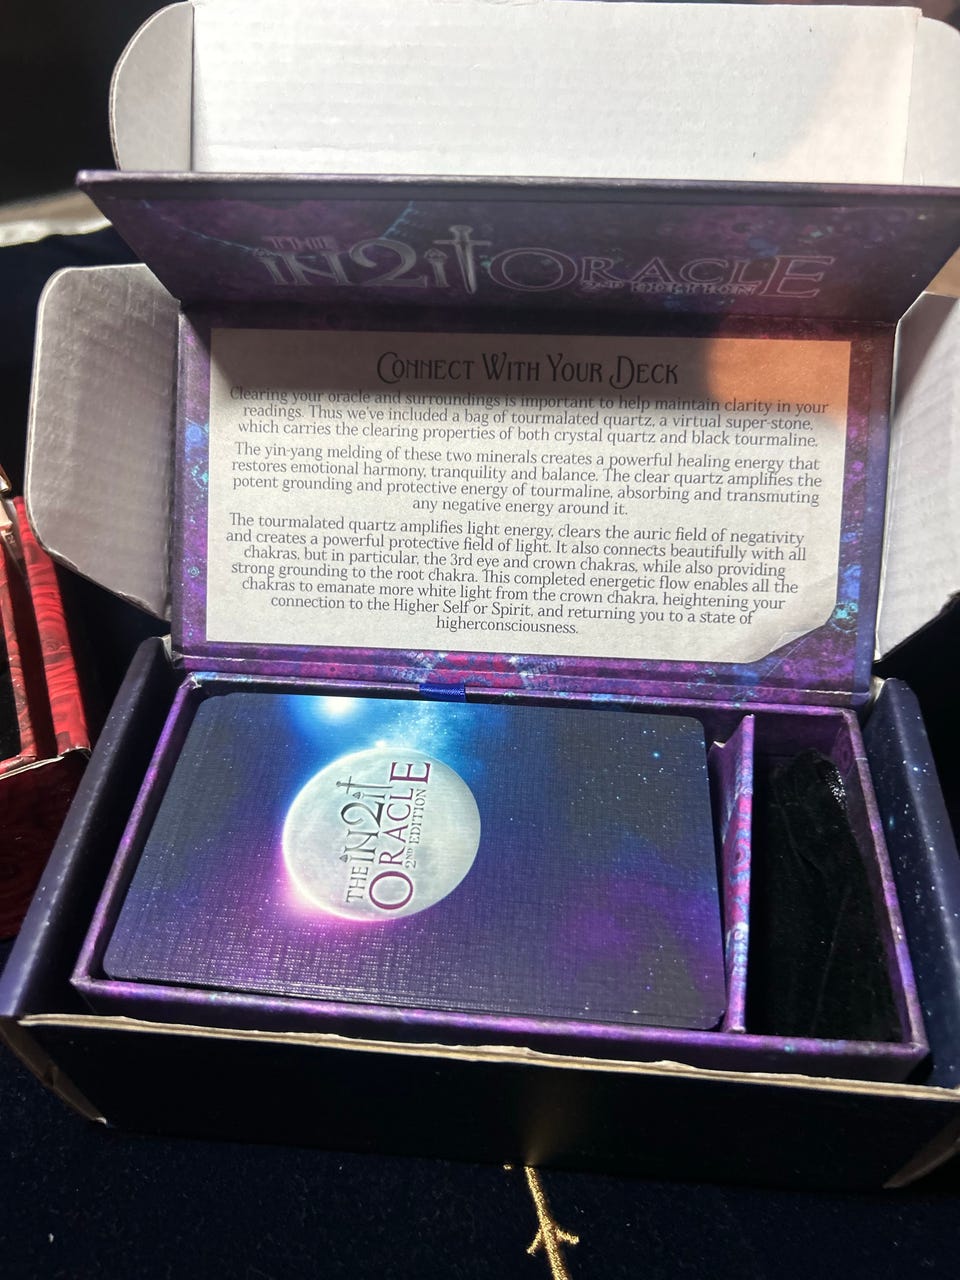 THE IN2IT ORACLE
2ND EDITION
CONNECT WITH YOUR DECK
Clearing your oracle and surroundings is important to help maintain clarity in your
readings. Thus we've included a bag of tourmalated quartz, a virtual super-stone,
which carries the clearing properties of both crystal quartz and black tourmaline.
The yin-yang melding of these two minerals creates a powerful healing energy that
restores emotional harmony, tranquility and balance. The clear quartz amplifies the
potent grounding and protective energy of tourmaline, absorbing and transmuting
any negative energy around it.
The tourmalated quartz amplifies light energy, clears the auric field of negativity
and creates a powerful protective field of light. It also connects beautifully with all
chakras, but in particular, the 3rd eye and crown chakras, while also providing
strong grounding to the root chakra. This completed energetic flow enables all the
chakras to emanate more white light from the crown chakra, heightening your
connection to the Higher Self or Spirit, and returning you to a state of
higherconsciousness.
THE IN2IT
ORACLE
2ND EDITION